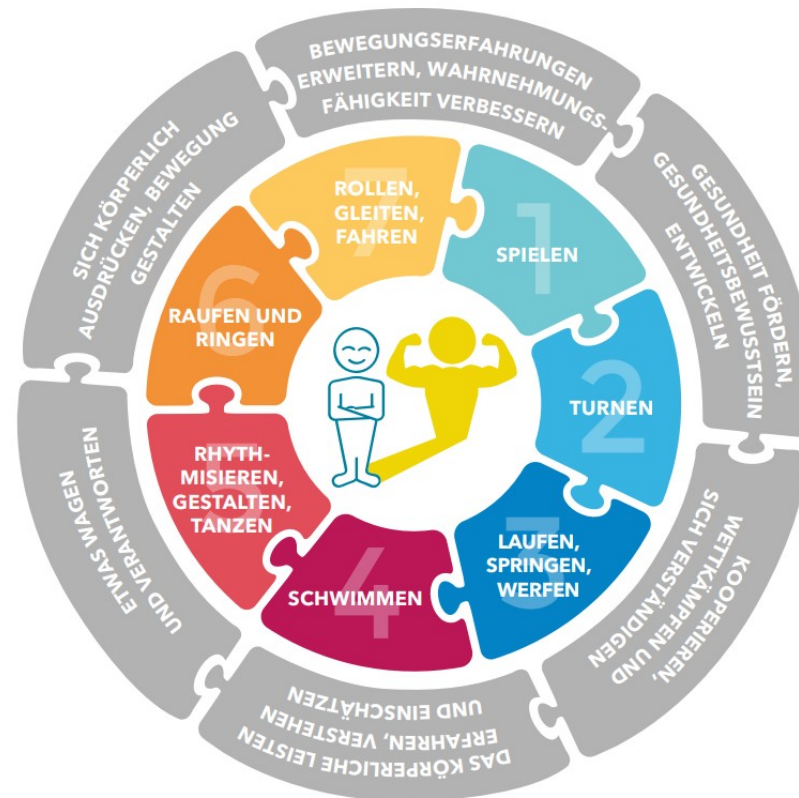 BEWEGUNGSERFAHRUNGEN
ERWEITERN, WAHRNEHMUNGS-
FÄHIGKEIT VERBESSERN
GESUNDHEIT FÖRDERN,
GESUNDHEITSBEWUSSTSEIN
ENTWICKELN
KOOPERIEREN,
WETTKÄMPFEN UND
SICH VERSTÄNDIGEN
DAS KÖRPERLICHE LEISTEN
ERFAHREN, VERSTEHEN
UND EINSCHÄTZEN
ETWAS WAGEN
UND VERANTWORTEN
SICH KÖRPERLICH
AUSDRÜCKEN, BEWEGUNG
GESTALTEN
1
SPIELEN
2
TURNEN
3
LAUFEN,
SPRINGEN,
WERFEN
4
SCHWIMMEN
5
RHYTH-
MISIEREN,
GESTALTEN,
TANZEN
6
RAUFEN UND
RINGEN
7
ROLLEN,
GLEITEN,
FAHREN